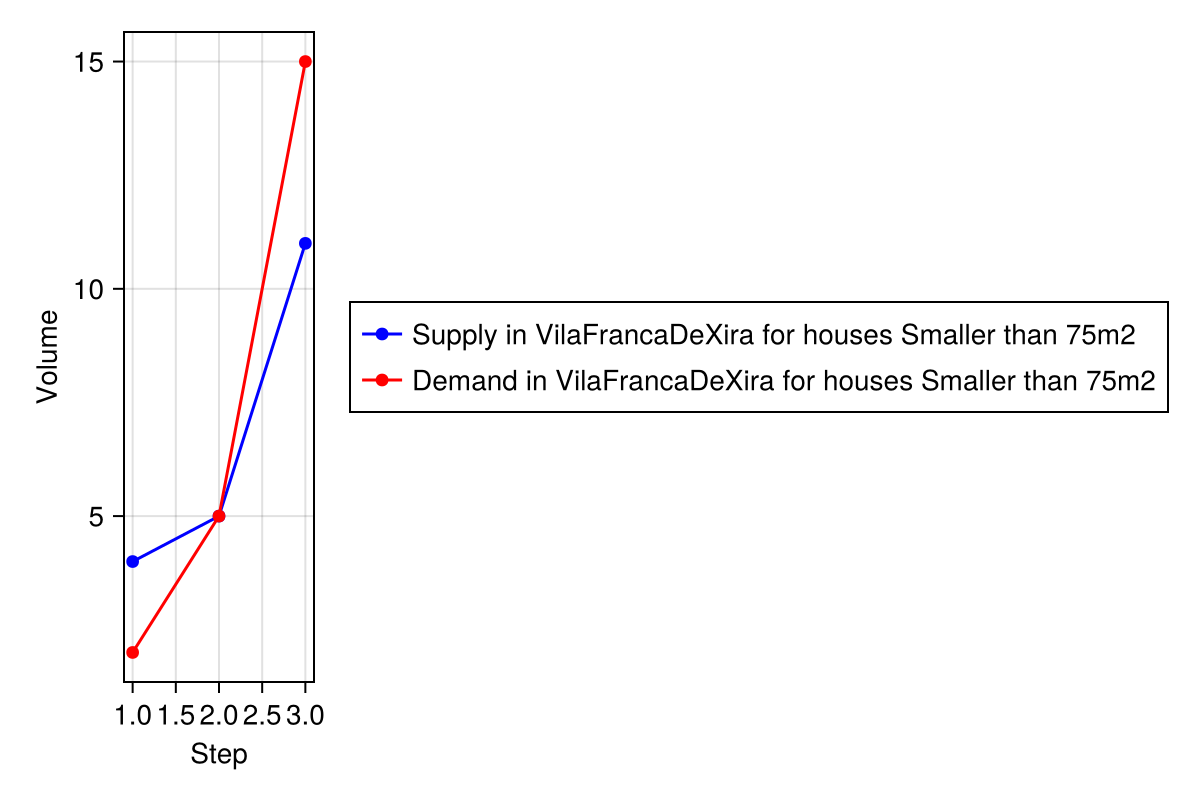 15
10
5
Volume
1.0 1.5 2.0 2.5 3.0
Step
Supply in VilaFrancaDeXira for houses Smaller than 75m2
Demand in VilaFrancaDeXira for houses Smaller than 75m2